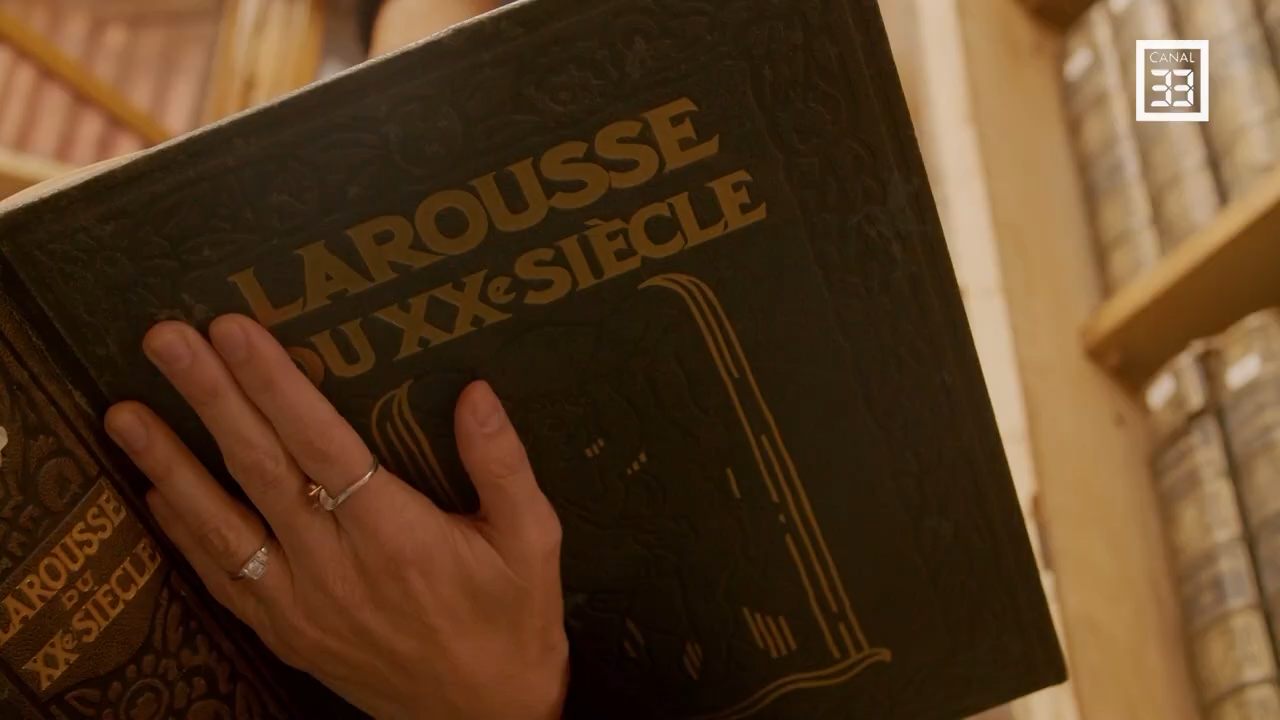 LAROUSSE
DU XXe SIÈCLE
LAROUSSE
DU
XXe SIÈCLE
CANAL
33